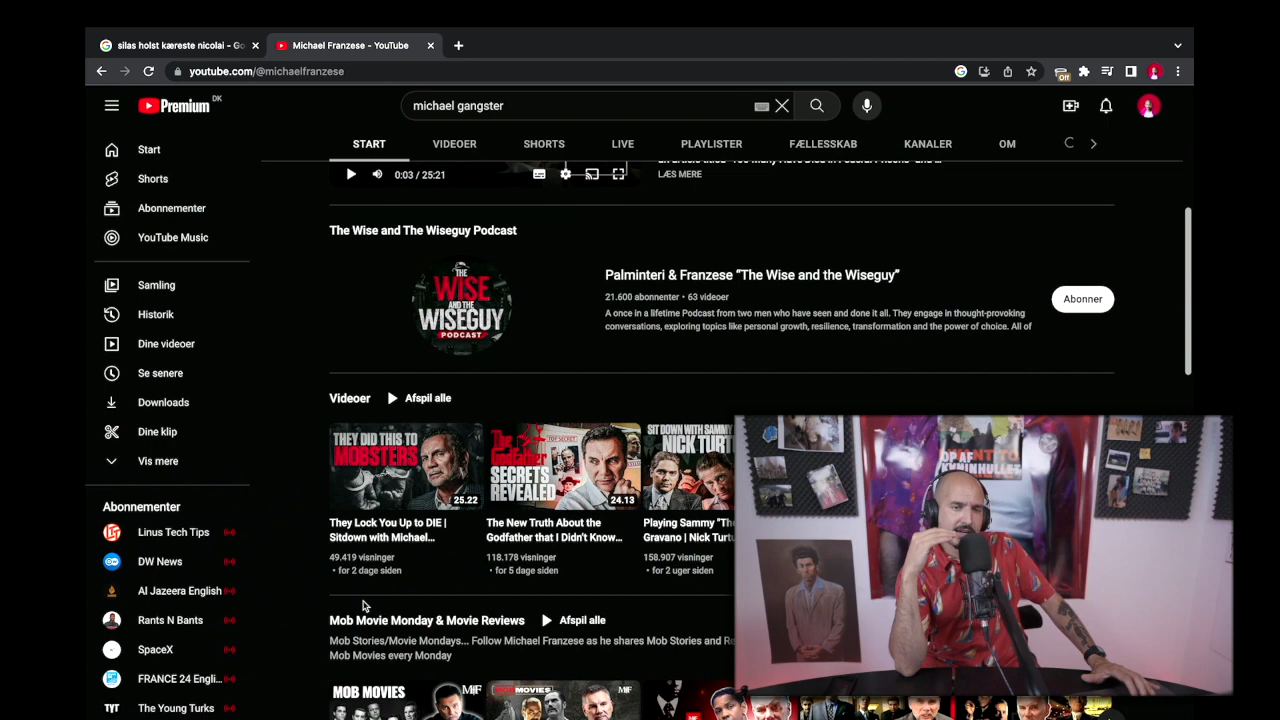 silas holst kæreste nicolai - Go
Michael Franzese - YouTube
youtube.com/@michaelfranzese
Off
Premium
DK
michael gangster
START
VIDEOER
SHORTS
LIVE
PLAYLISTER
FÆLLESSKAB
KANALER
OM
Start
Shorts
Abonnementer
YouTube Music
Samling
Historik
Dine videoer
Se senere
Downloads
Dine klip
Vis mere
Abonnementer
Linus Tech Tips
DW News
Al Jazeera English
Rants N Bants
SpaceX
FRANCE 24 Engli...
TYT
The Young Turks
0:03 / 25:21
LÆS MERE
The Wise and The Wiseguy Podcast
THE
WISE
AND THE
WISEGUY
PODCAST
Palminteri & Franzese “The Wise and the Wiseguy”
21.600 abonnenter • 63 videoer
A once in a lifetime Podcast from two men who have seen and done it all. They engage in thought-provoking
conversations, exploring topics like personal growth, resilience, transformation and the power of choice. All of
Abonner
Videoer
Afspil alle
THEY DID THIS TO
MOBSTERS
25.22
They Lock You Up to DIE |
Sitdown with Michael...
49.419 visninger
• for 2 dage siden
TOP SECRET
The
Godfather
SECRETS
REVEALED
24.13
The New Truth About the
Godfather that I Didn't Know...
118.178 visninger
• for 5 dage siden
SIT DOWN WITH SAMMY
NICK TURT
Playing Sammy "The
Gravano | Nick Turtu
158.907 visninger
• for 2 uger siden
Mob Movie Monday & Movie Reviews
Afspil alle
Mob Stories/Movie Mondays... Follow Michael Franzese as he shares Mob Stories and Re
Mob Movies every Monday
MOB MOVIES
MF
MOB MOVIES
MF